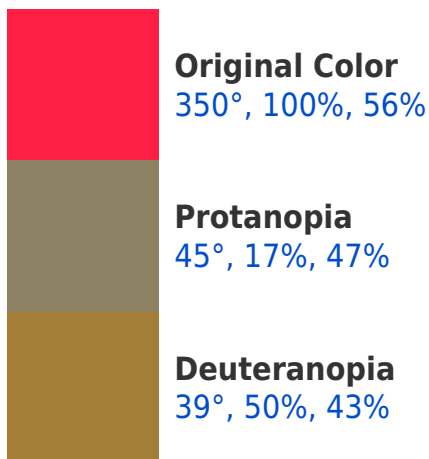 Original Color
350°, 100%, 56%
Protanopia
45°, 17%, 47%
Deuteranopia
39°, 50%, 43%